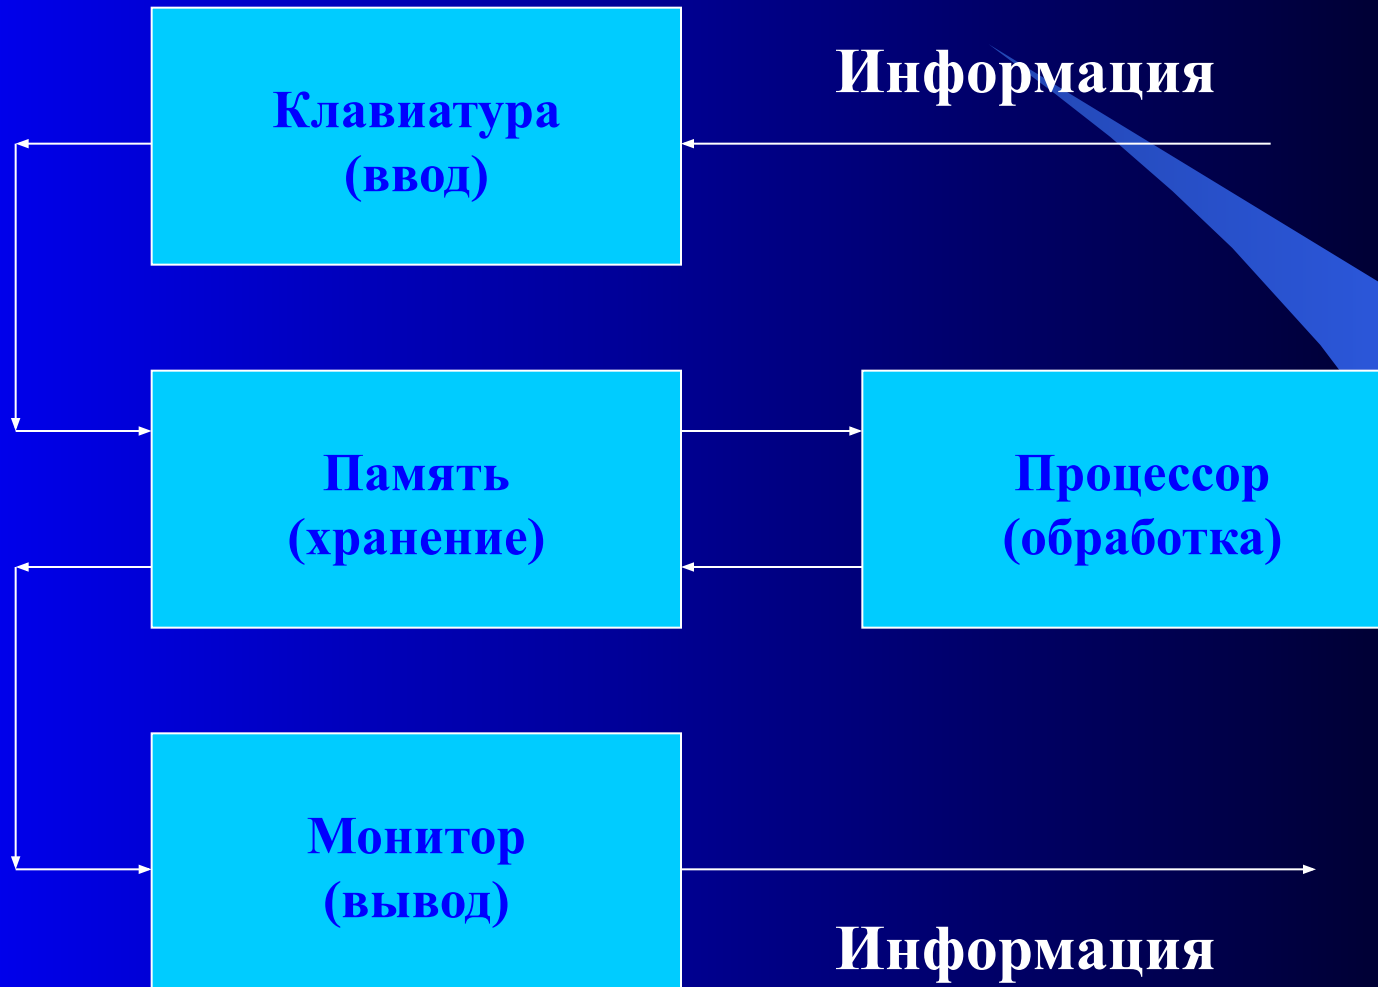 Информация
Клавиатура
(ввод)
Память
(хранение)
Процессор
(обработка)
Монитор
(вывод)
Информация